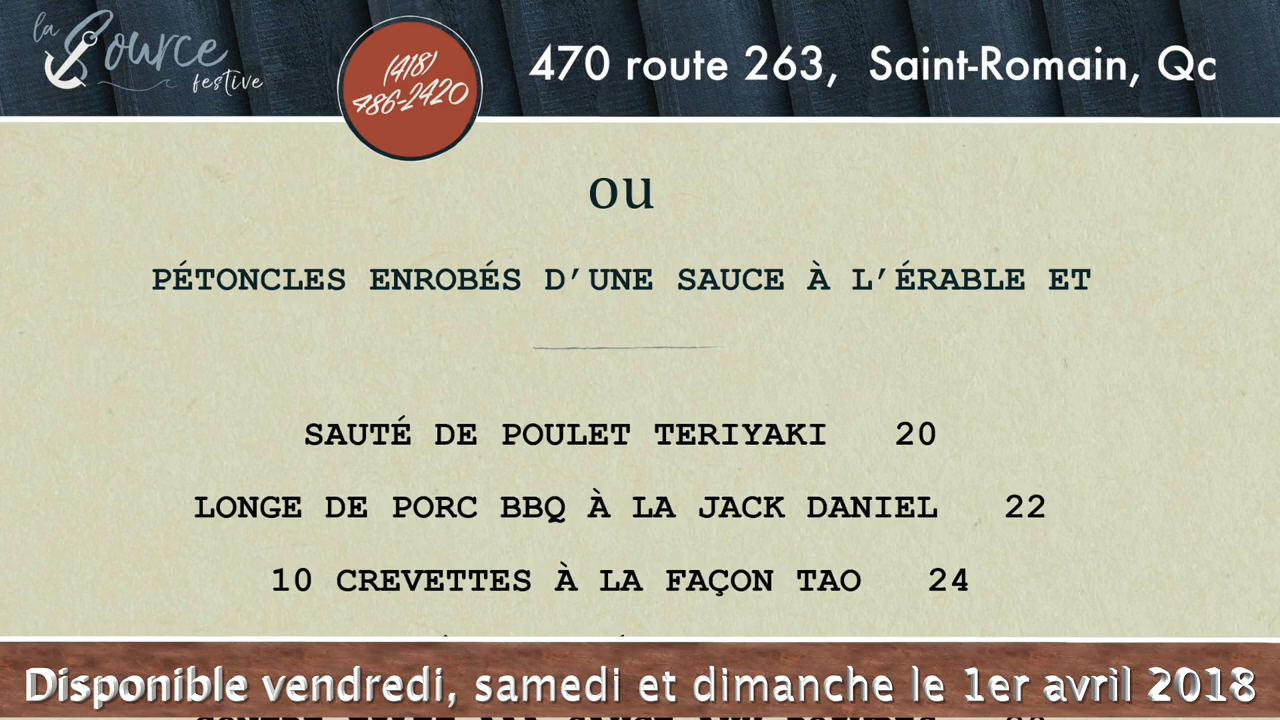 la Source
festive
(418)
486-2420
470 route 263, Saint-Romain, Qc
ou
PÉTONCLES ENROBÉS D’UNE SAUCE À L’ÉRABLE ET
SAUTÉ DE POULET TERIYAKI 20
LONGE DE PORC BBQ À LA JACK DANIEL 22
10 CREVETTES À LA FAÇON TAO 24
Disponible vendredi, samedi et dimanche le 1er avril 2018